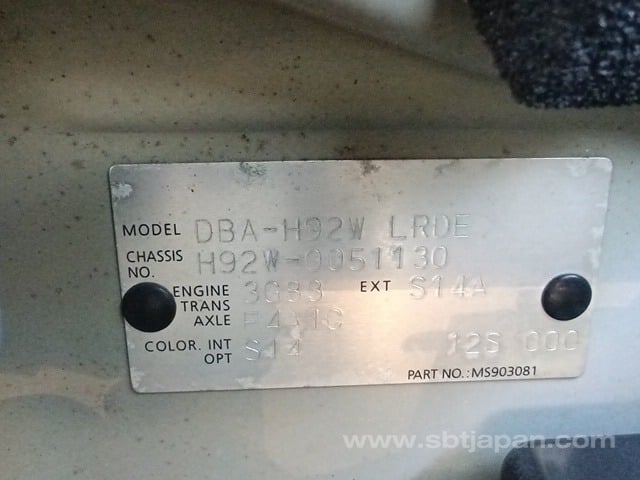 MODEL DBA-H92W LRDE
CHASSIS NO. H92W-0051130
ENGINE 3G83 EXT S14A
TRANS AXLE F4A1C
COLOR. INT OPT S14 12S 000
PART NO.: MS903081
www.sbtjapan.com